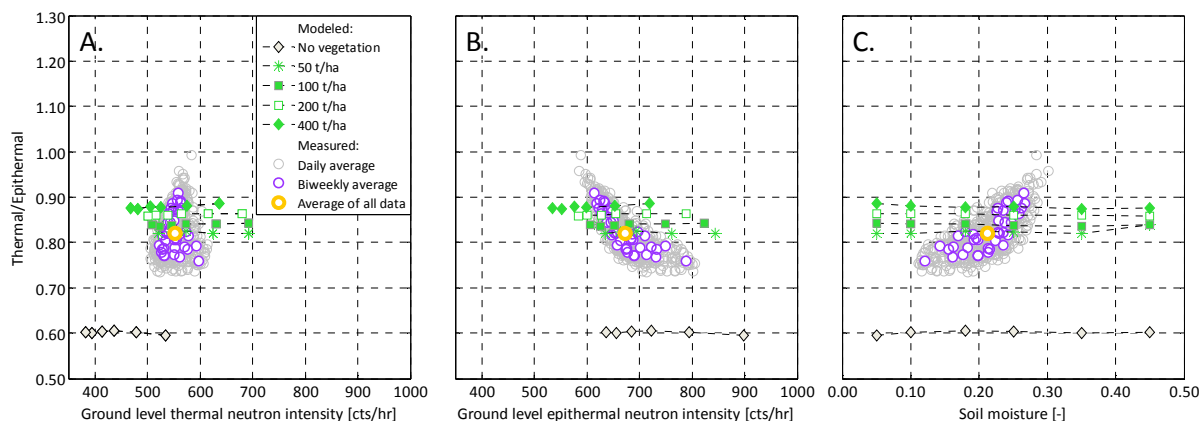 A.
B.
C.
Modeled:
No vegetation
50 t/ha
100 t/ha
200 t/ha
400 t/ha
Measured:
Daily average
Biweekly average
Average of all data
Thermal/Epithermal
1.30
1.20
1.10
1.00
0.90
0.80
0.70
0.60
0.50
400 500 600 700 800 900 1000
Ground level thermal neutron intensity [cts/hr]
400 500 600 700 800 900 1000
Ground level epithermal neutron intensity [cts/hr]
0.00 0.10 0.20 0.30 0.40 0.50
Soil moisture [-]